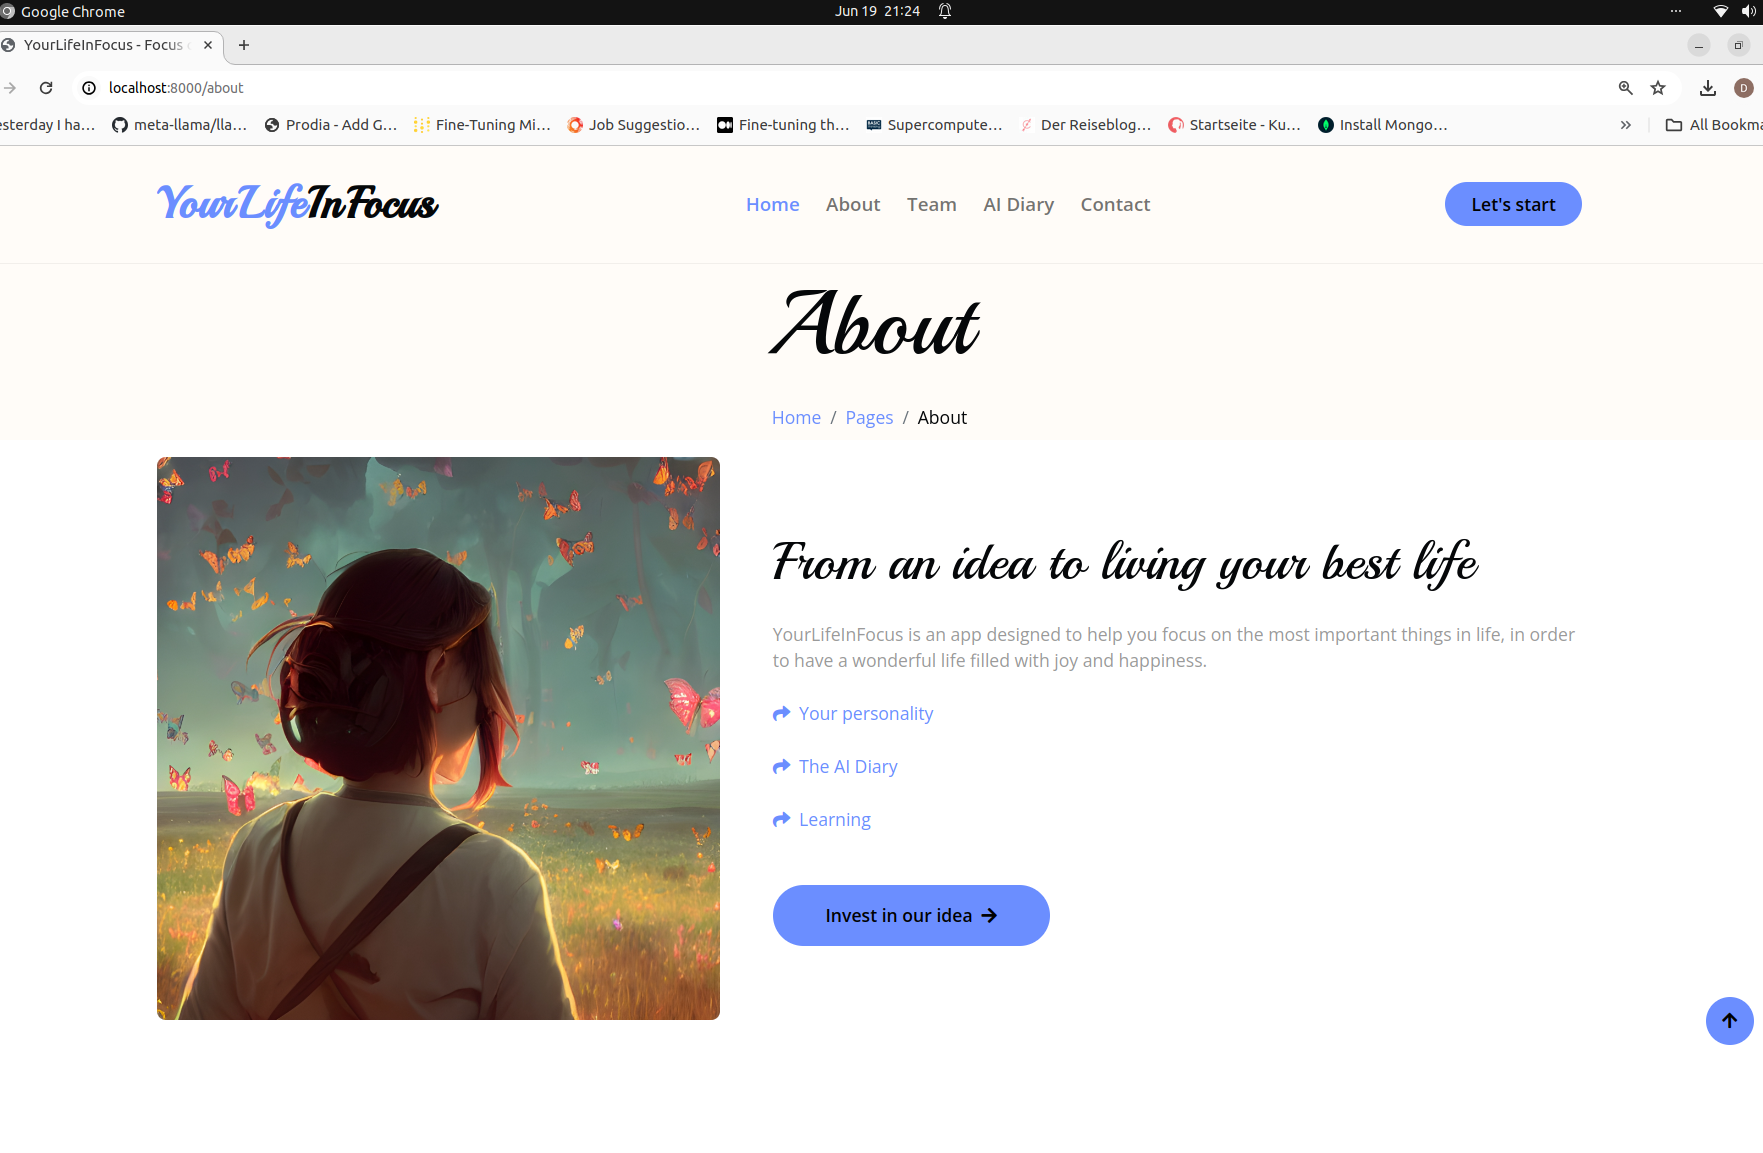 Google Chrome
Jun 19 21:24
YourLifeInFocus - Focus
localhost:8000/about
D
esterday I ha…
meta-llama/lla…
Prodia - Add G…
Fine-Tuning Mi…
Job Suggestio…
Fine-tuning th…
Supercompute…
Der Reiseblog…
Startseite - Ku…
Install Mongo…
All Bookma
YourLifeInFocus
Home
About
Team
AI Diary
Contact
Let's start
About
Home / Pages / About
From an idea to living your best life
YourLifeInFocus is an app designed to help you focus on the most important things in life, in order
to have a wonderful life filled with joy and happiness.
Your personality
The AI Diary
Learning
Invest in our idea